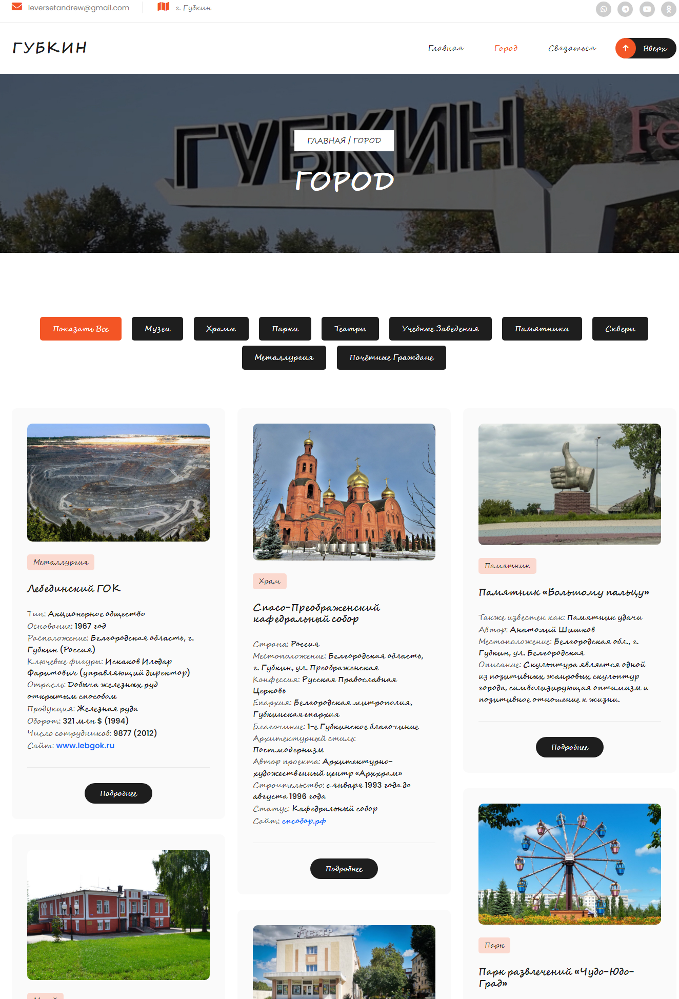 leversetandrew@gmail.com
г. Губкин
ГУБКИН
Главная
Город
Связаться
Вверх
ГУБКИН
Fe
ГЛАВНАЯ / ГОРОД
ГОРОД
Показать Все
Музеи
Храмы
Парки
Театры
Учебные Заведения
Памятники
Скверы
Металлургия
Почётные Граждане
Металлургия
Лебединский ГОК
Тип: Акционерное общество
Основание: 1967 год
Расположение: Белгородская область, г.
Губкин (Россия)
Ключевые фигуры: Искаков Ильдар
Фаритович (управляющий директор)
Отрасль: Добыча железных руд
открытым способом
Продукция: Железная руда
Оборот: 321 млн $ (1994)
Число сотрудников: 9877 (2012)
Сайт: www.lebgok.ru
Подробнее
Храм
Спасо-Преображенский
кафедральный собор
Страна: Россия
Местоположение: Белгородская область,
г. Губкин, ул. Преображенская
Конфессия: Русская Православная
Церковь
Епархия: Белгородская митрополия,
Губкинская епархия
Благочиние: 1-е Губкинское благочиние
Архитектурный стиль:
Постмодернизм
Автор проекта: Архитектурно-
художественный центр «Арххрам»
Строительство: с января 1993 года до
августа 1996 года
Статус: Кафедральный собор
Сайт: спсобор.рф
Подробнее
ТЕАТР
Памятник
Памятник «Большому пальцу»
Также известен как: Памятник удачи
Автор: Анатолий Шишков
Местоположение: Белгородская обл., г.
Губкин, ул. Белгородская
Описание: Скульптура является одной
из позитивных жанровых скульптур
города, символизирующая оптимизм и
позитивное отношение к жизни.
Подробнее
Парк
Парк развлечений «Чудо-Юдо-
Град»